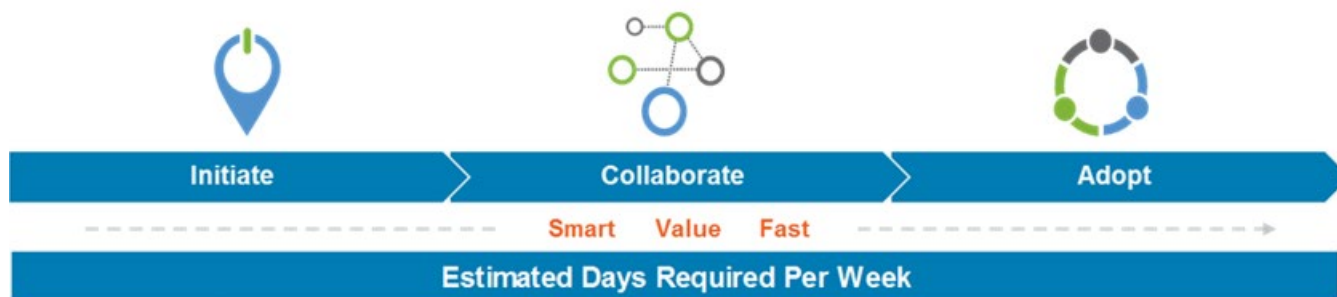 Initiate Collaborate Adopt
Smart Value Fast
Estimated Days Required Per Week